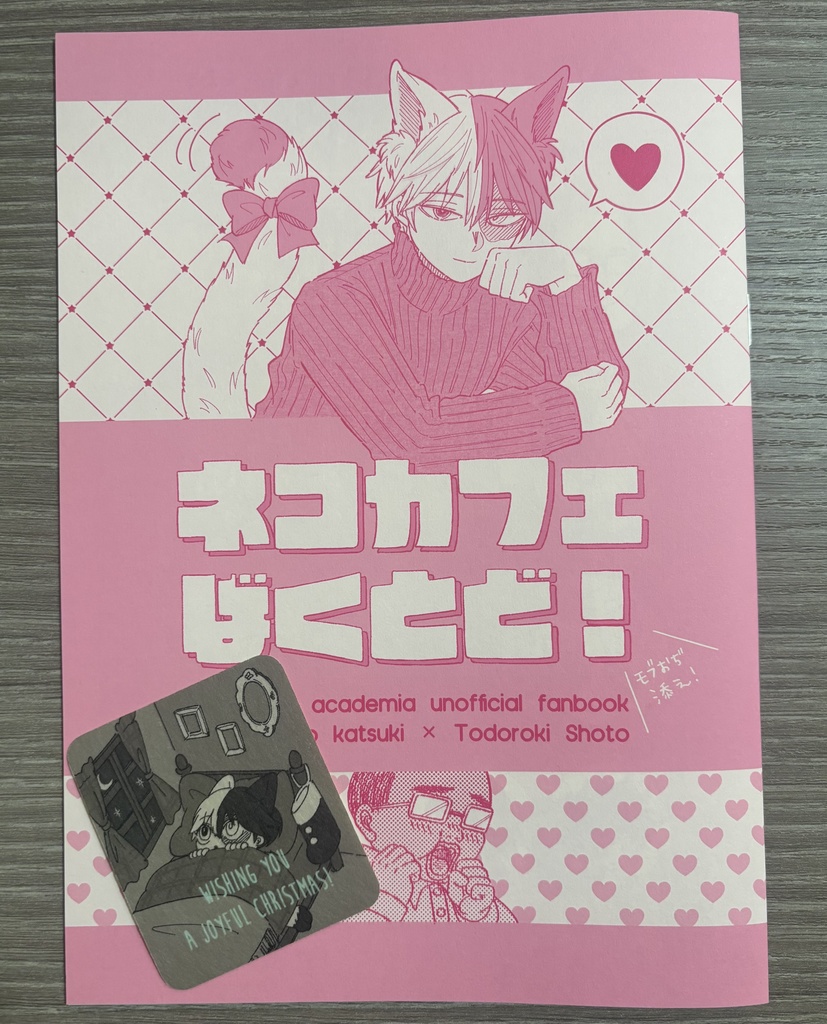 ネコカフェ
ばくとど!
モブおぢ
添え!
academia unofficial fanbook
o katsuki × Todoroki Shoto
WISHING YOU
A JOYFUL CHRISTMAS!